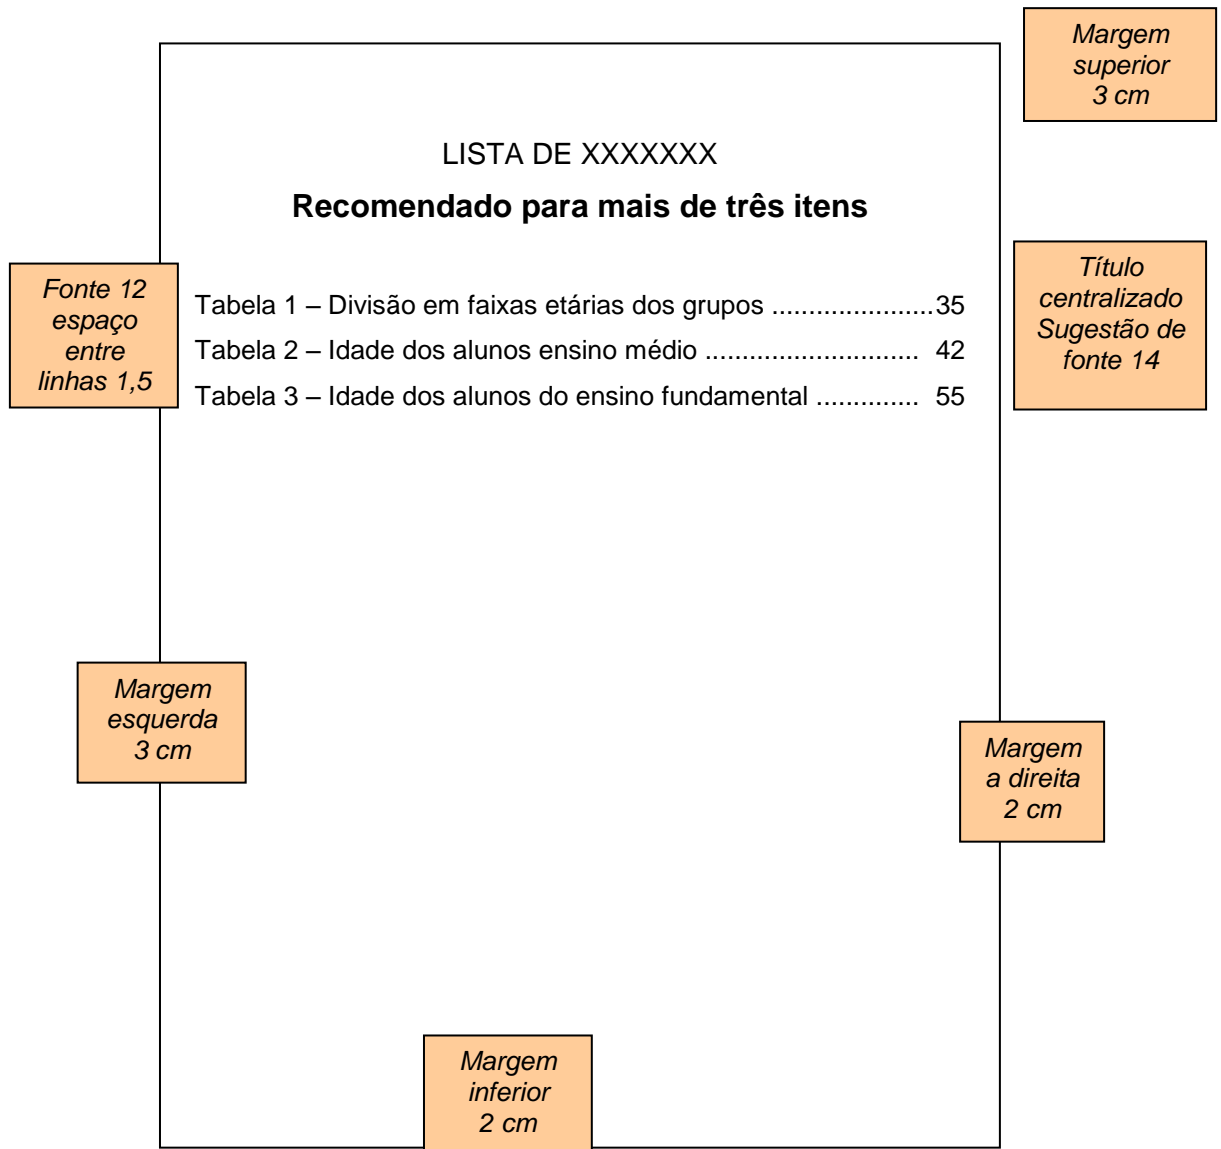 Margem
superior
3 cm
LISTA DE XXXXXXX
Recomendado para mais de três itens
Título
centralizado
Sugestão de
fonte 14
Fonte 12
espaço
entre
linhas 1,5
Tabela 1 – Divisão em faixas etárias dos grupos ......................35
Tabela 2 – Idade dos alunos ensino médio ............................. 42
Tabela 3 – Idade dos alunos do ensino fundamental .............. 55
Margem
esquerda
3 cm
Margem
a direita
2 cm
Margem
inferior
2 cm